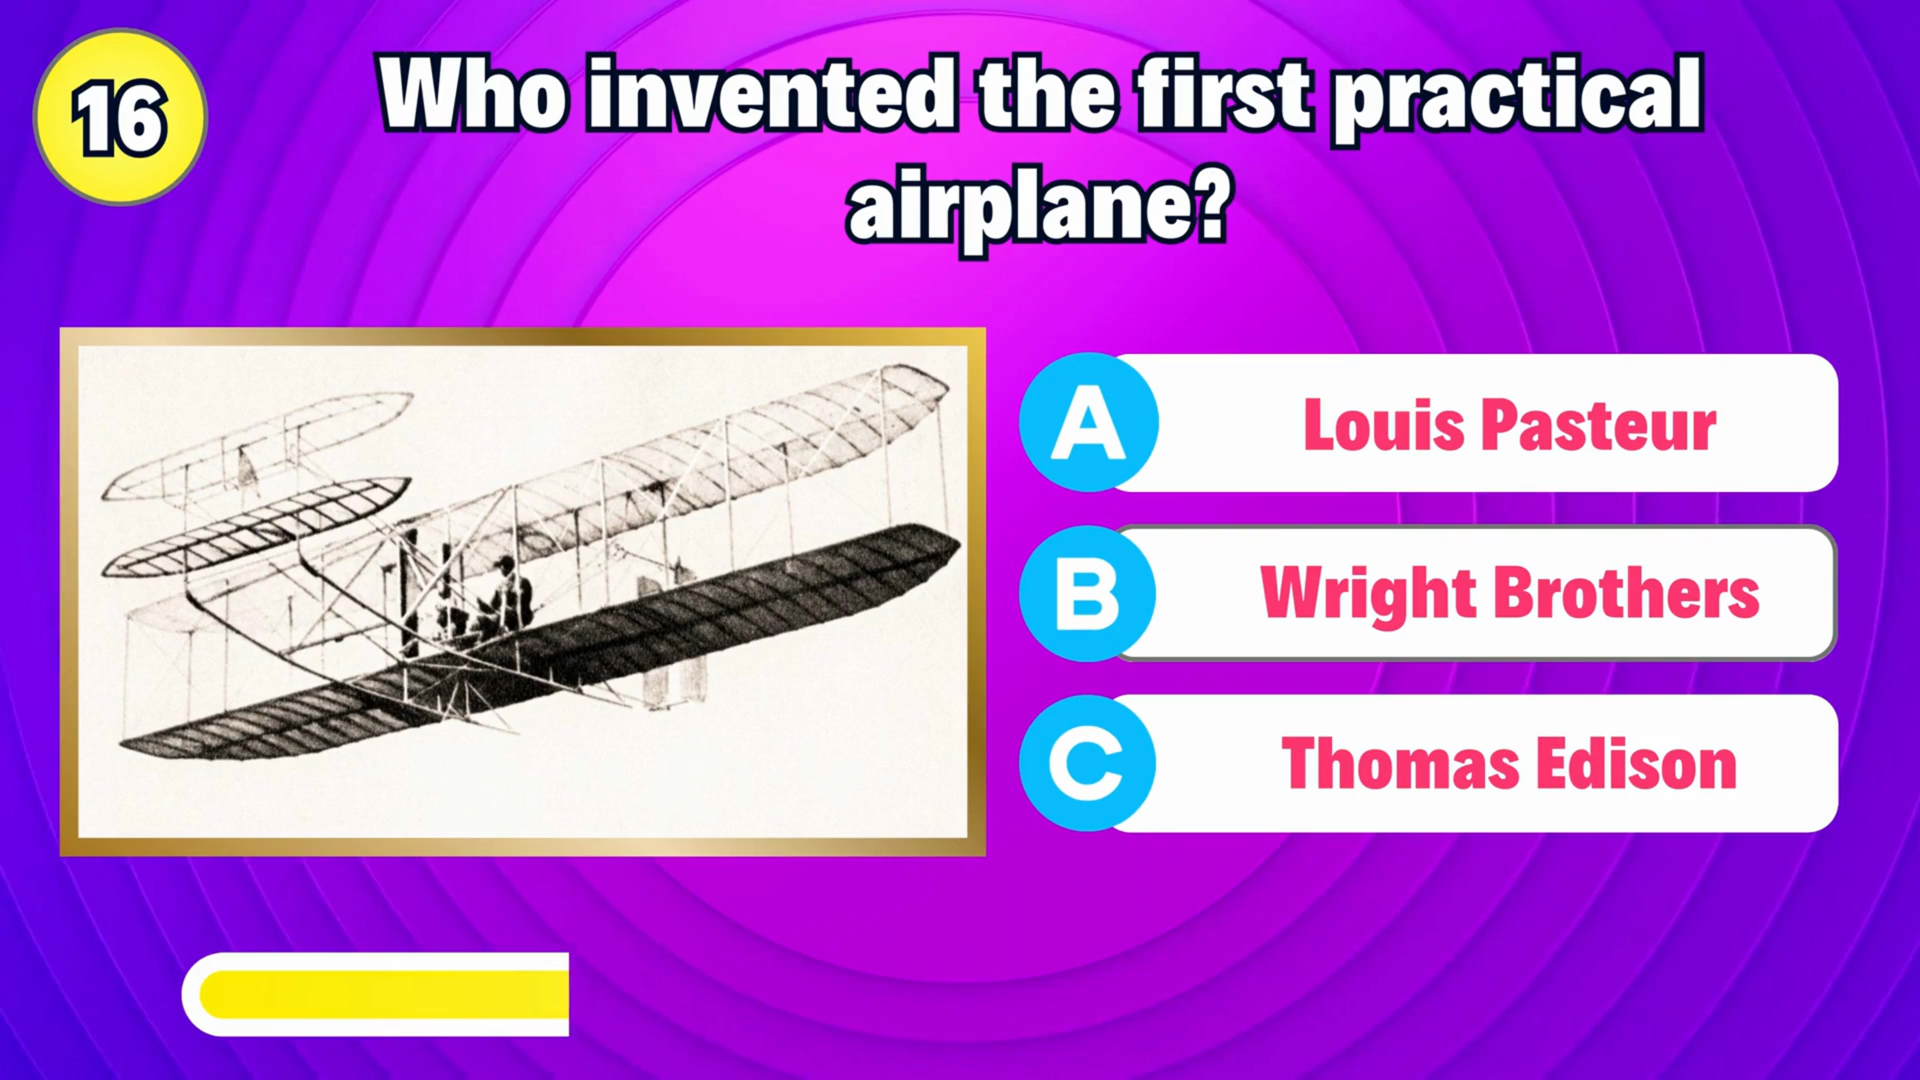 16
Who invented the first practical
airplane?
A
Louis Pasteur
B
Wright Brothers
C
Thomas Edison